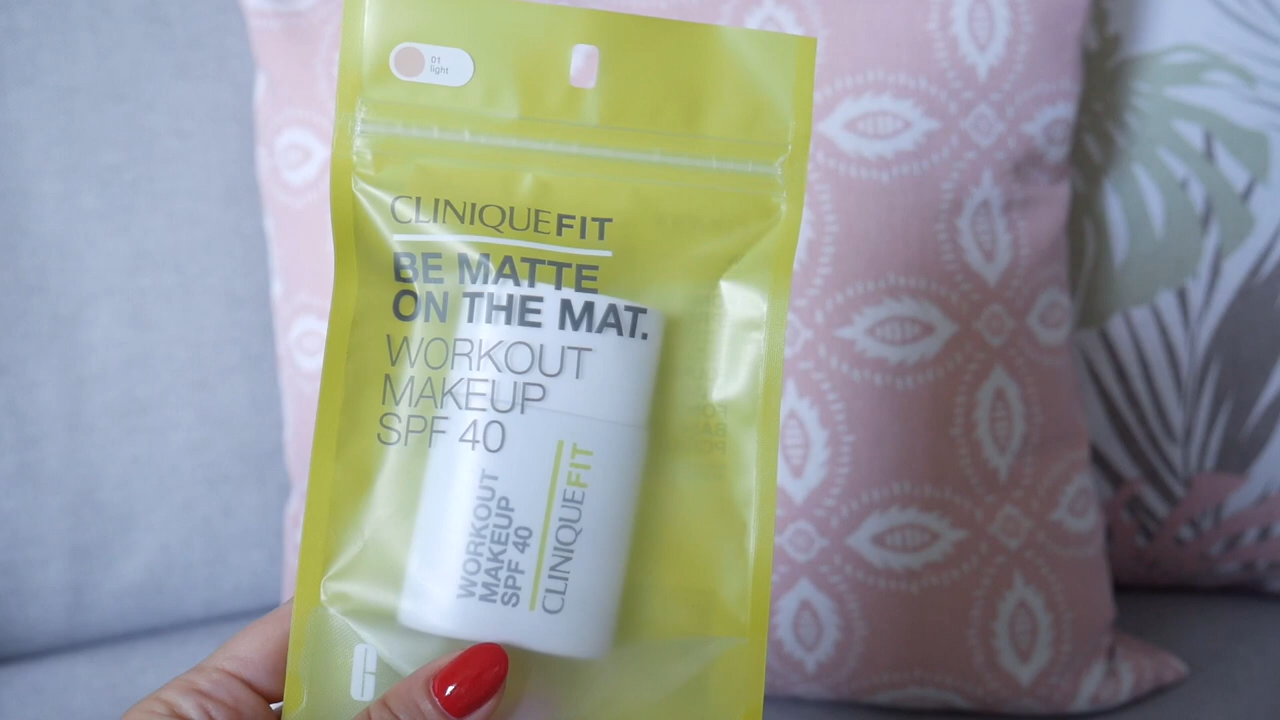 01
light
CLINIQUEFIT
BE MATTE
ON THE MAT.
WORKOUT
MAKEUP
SPF 40
WORKOUT
MAKEUP
SPF 40
CLINIQUEFIT